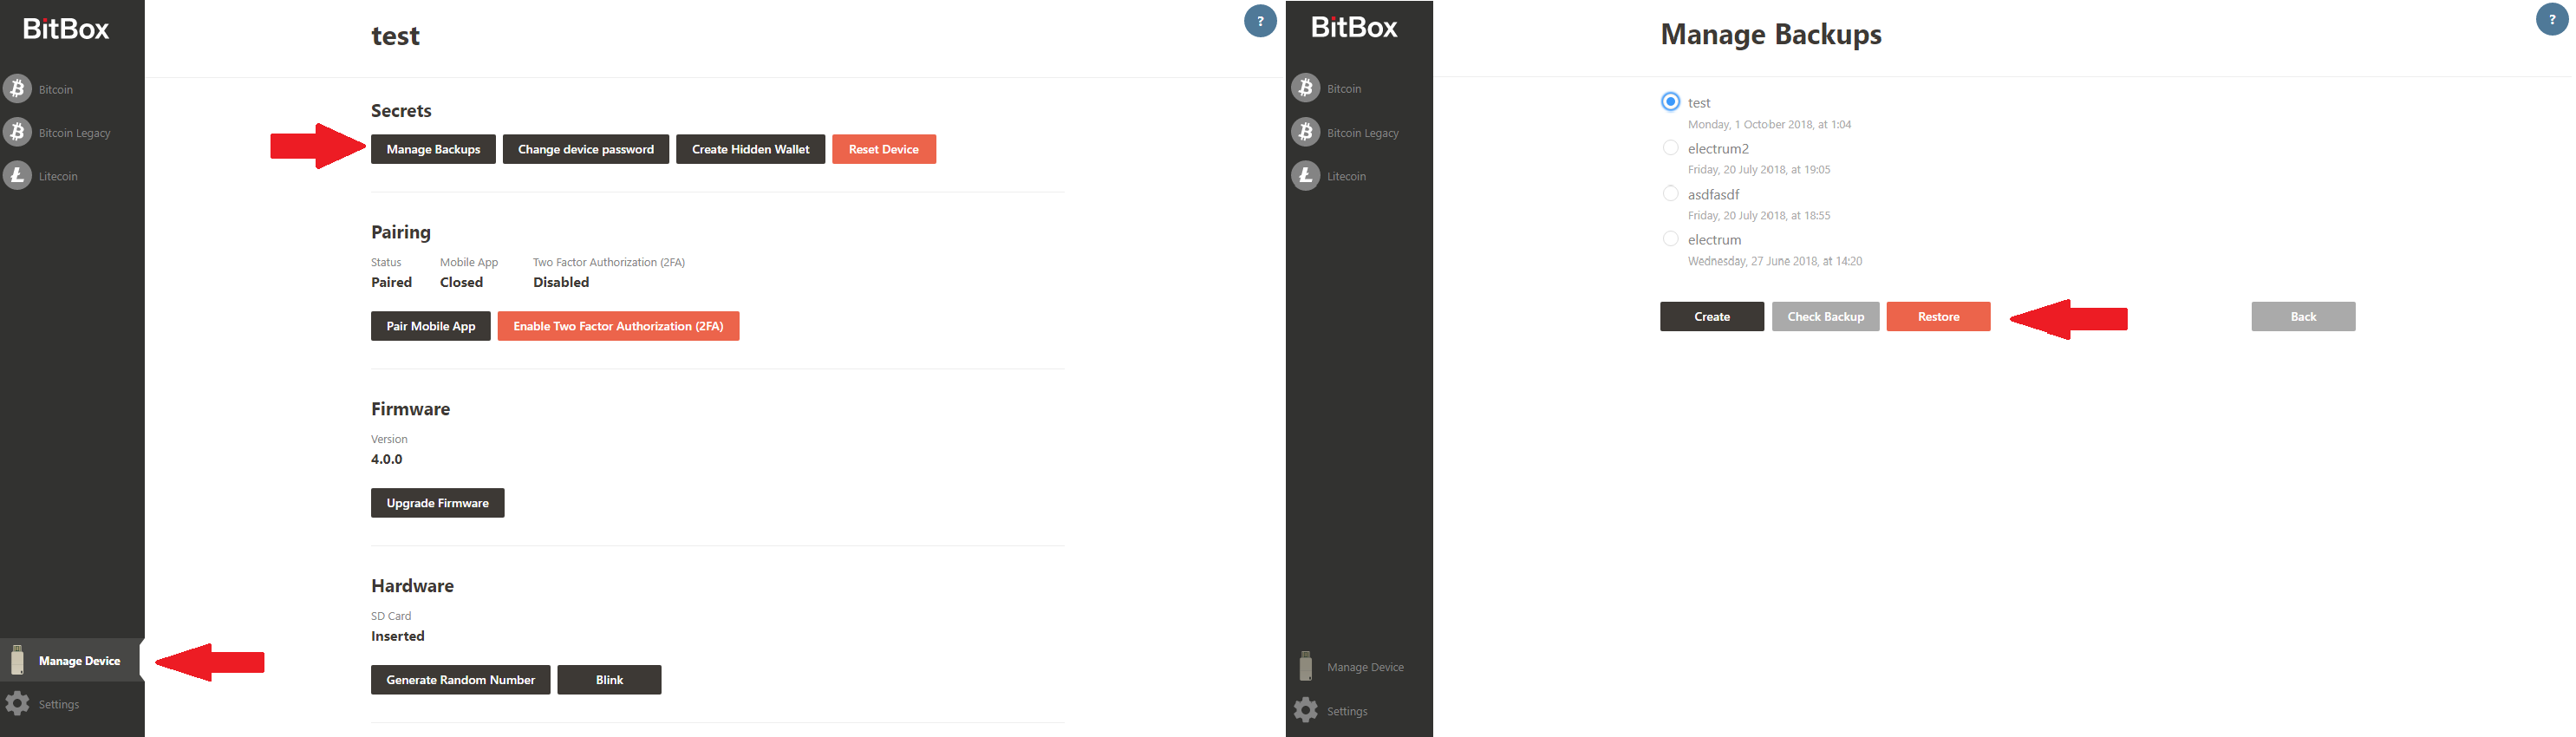 BitBox
Bitcoin
Bitcoin Legacy
Litecoin
Manage Device
Settings
test
?
Secrets
Manage Backups Change device password Create Hidden Wallet Reset Device
Pairing
Status Mobile App Two Factor Authorization (2FA)
Paired Closed Disabled
Pair Mobile App Enable Two Factor Authorization (2FA)
Firmware
Version
4.0.0
Upgrade Firmware
Hardware
SD Card
Inserted
Generate Random Number Blink
BitBox
Bitcoin
Bitcoin Legacy
Litecoin
Manage Device
Settings
Manage Backups
?
test
Monday, 1 October 2018, at 1:04
electrum2
Friday, 20 July 2018, at 19:05
asdfasdf
Friday, 20 July 2018, at 18:55
electrum
Wednesday, 27 June 2018, at 14:20
Create Check Backup Restore Back